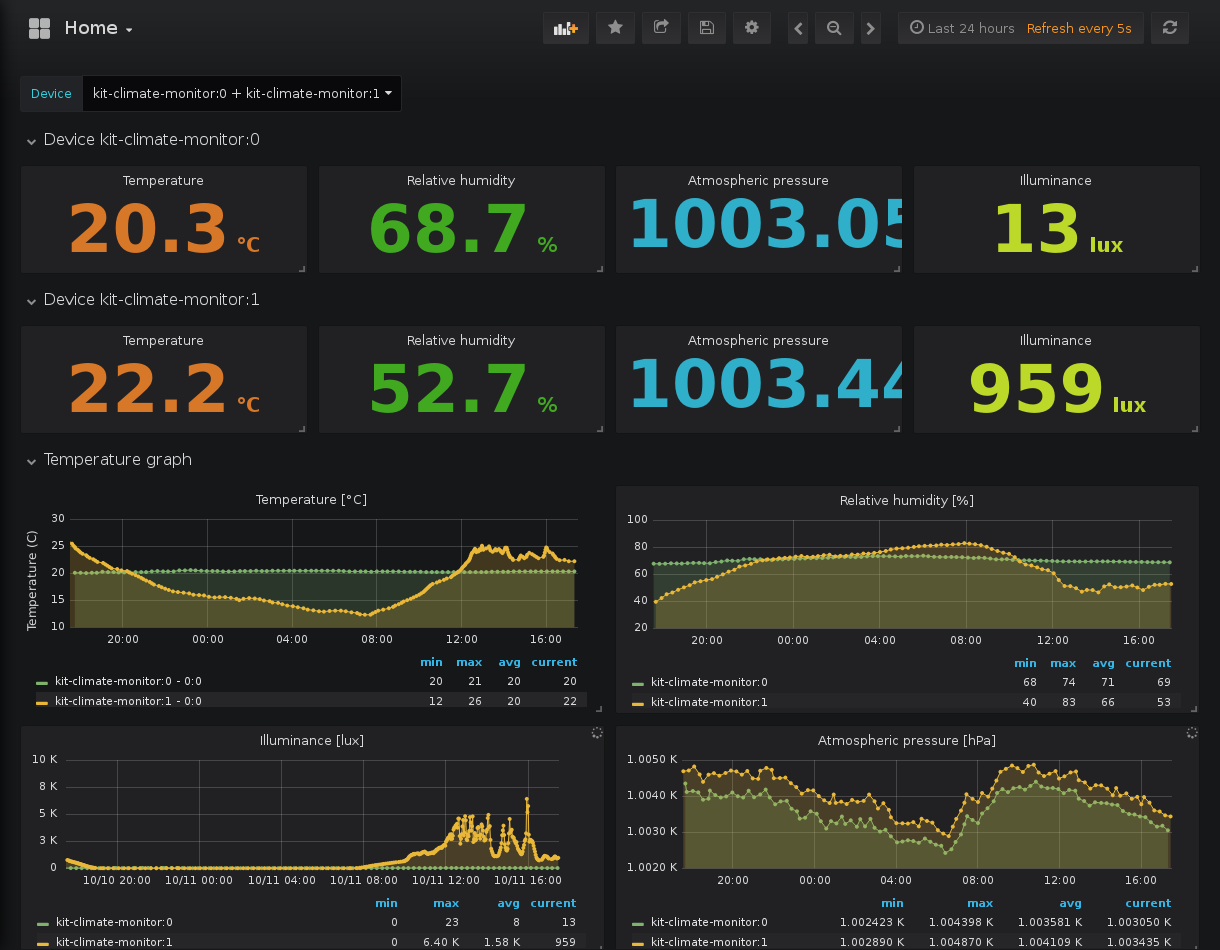 Home
Last 24 hours Refresh every 5s
Device kit-climate-monitor:0 + kit-climate-monitor:1
Device kit-climate-monitor:0
Temperature Relative humidity Atmospheric pressure Illuminance
20.3 °C 68.7 % 1003.05 13 lux
Device kit-climate-monitor:1
Temperature Relative humidity Atmospheric pressure Illuminance
22.2 °C 52.7 % 1003.44 959 lux
Temperature graph
Temperature [°C]
Temperature (C)
30
25
20
15
10
20:00 00:00 04:00 08:00 12:00 16:00
min max avg current
kit-climate-monitor:0 - 0:0 20 21 20 20
kit-climate-monitor:1 - 0:0 12 26 20 22
Relative humidity [%]
100
80
60
40
20
20:00 00:00 04:00 08:00 12:00 16:00
min max avg current
kit-climate-monitor:0 68 74 71 69
kit-climate-monitor:1 40 83 66 53
Illuminance [lux]
10 K
8 K
5 K
3 K
0
10/10 20:00 10/11 00:00 10/11 04:00 10/11 08:00 10/11 12:00 10/11 16:00
min max avg current
kit-climate-monitor:0 0 23 8 13
kit-climate-monitor:1 0 6.40 K 1.58 K 959
Atmospheric pressure [hPa]
1.0050 K
1.0040 K
1.0030 K
1.0020 K
20:00 00:00 04:00 08:00 12:00 16:00
min max avg current
kit-climate-monitor:0 1.002423 K 1.004398 K 1.003581 K 1.003050 K
kit-climate-monitor:1 1.002890 K 1.004870 K 1.004109 K 1.003435 K